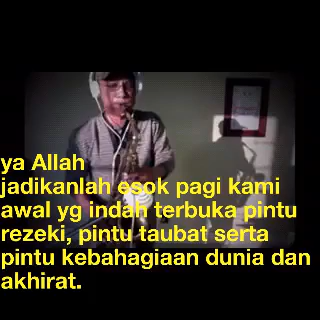 ya Allah
jadikanlah esok pagi kami
awal yg indah terbuka pintu
rezeki, pintu taubat serta
pintu kebahagiaan dunia dan
akhirat.